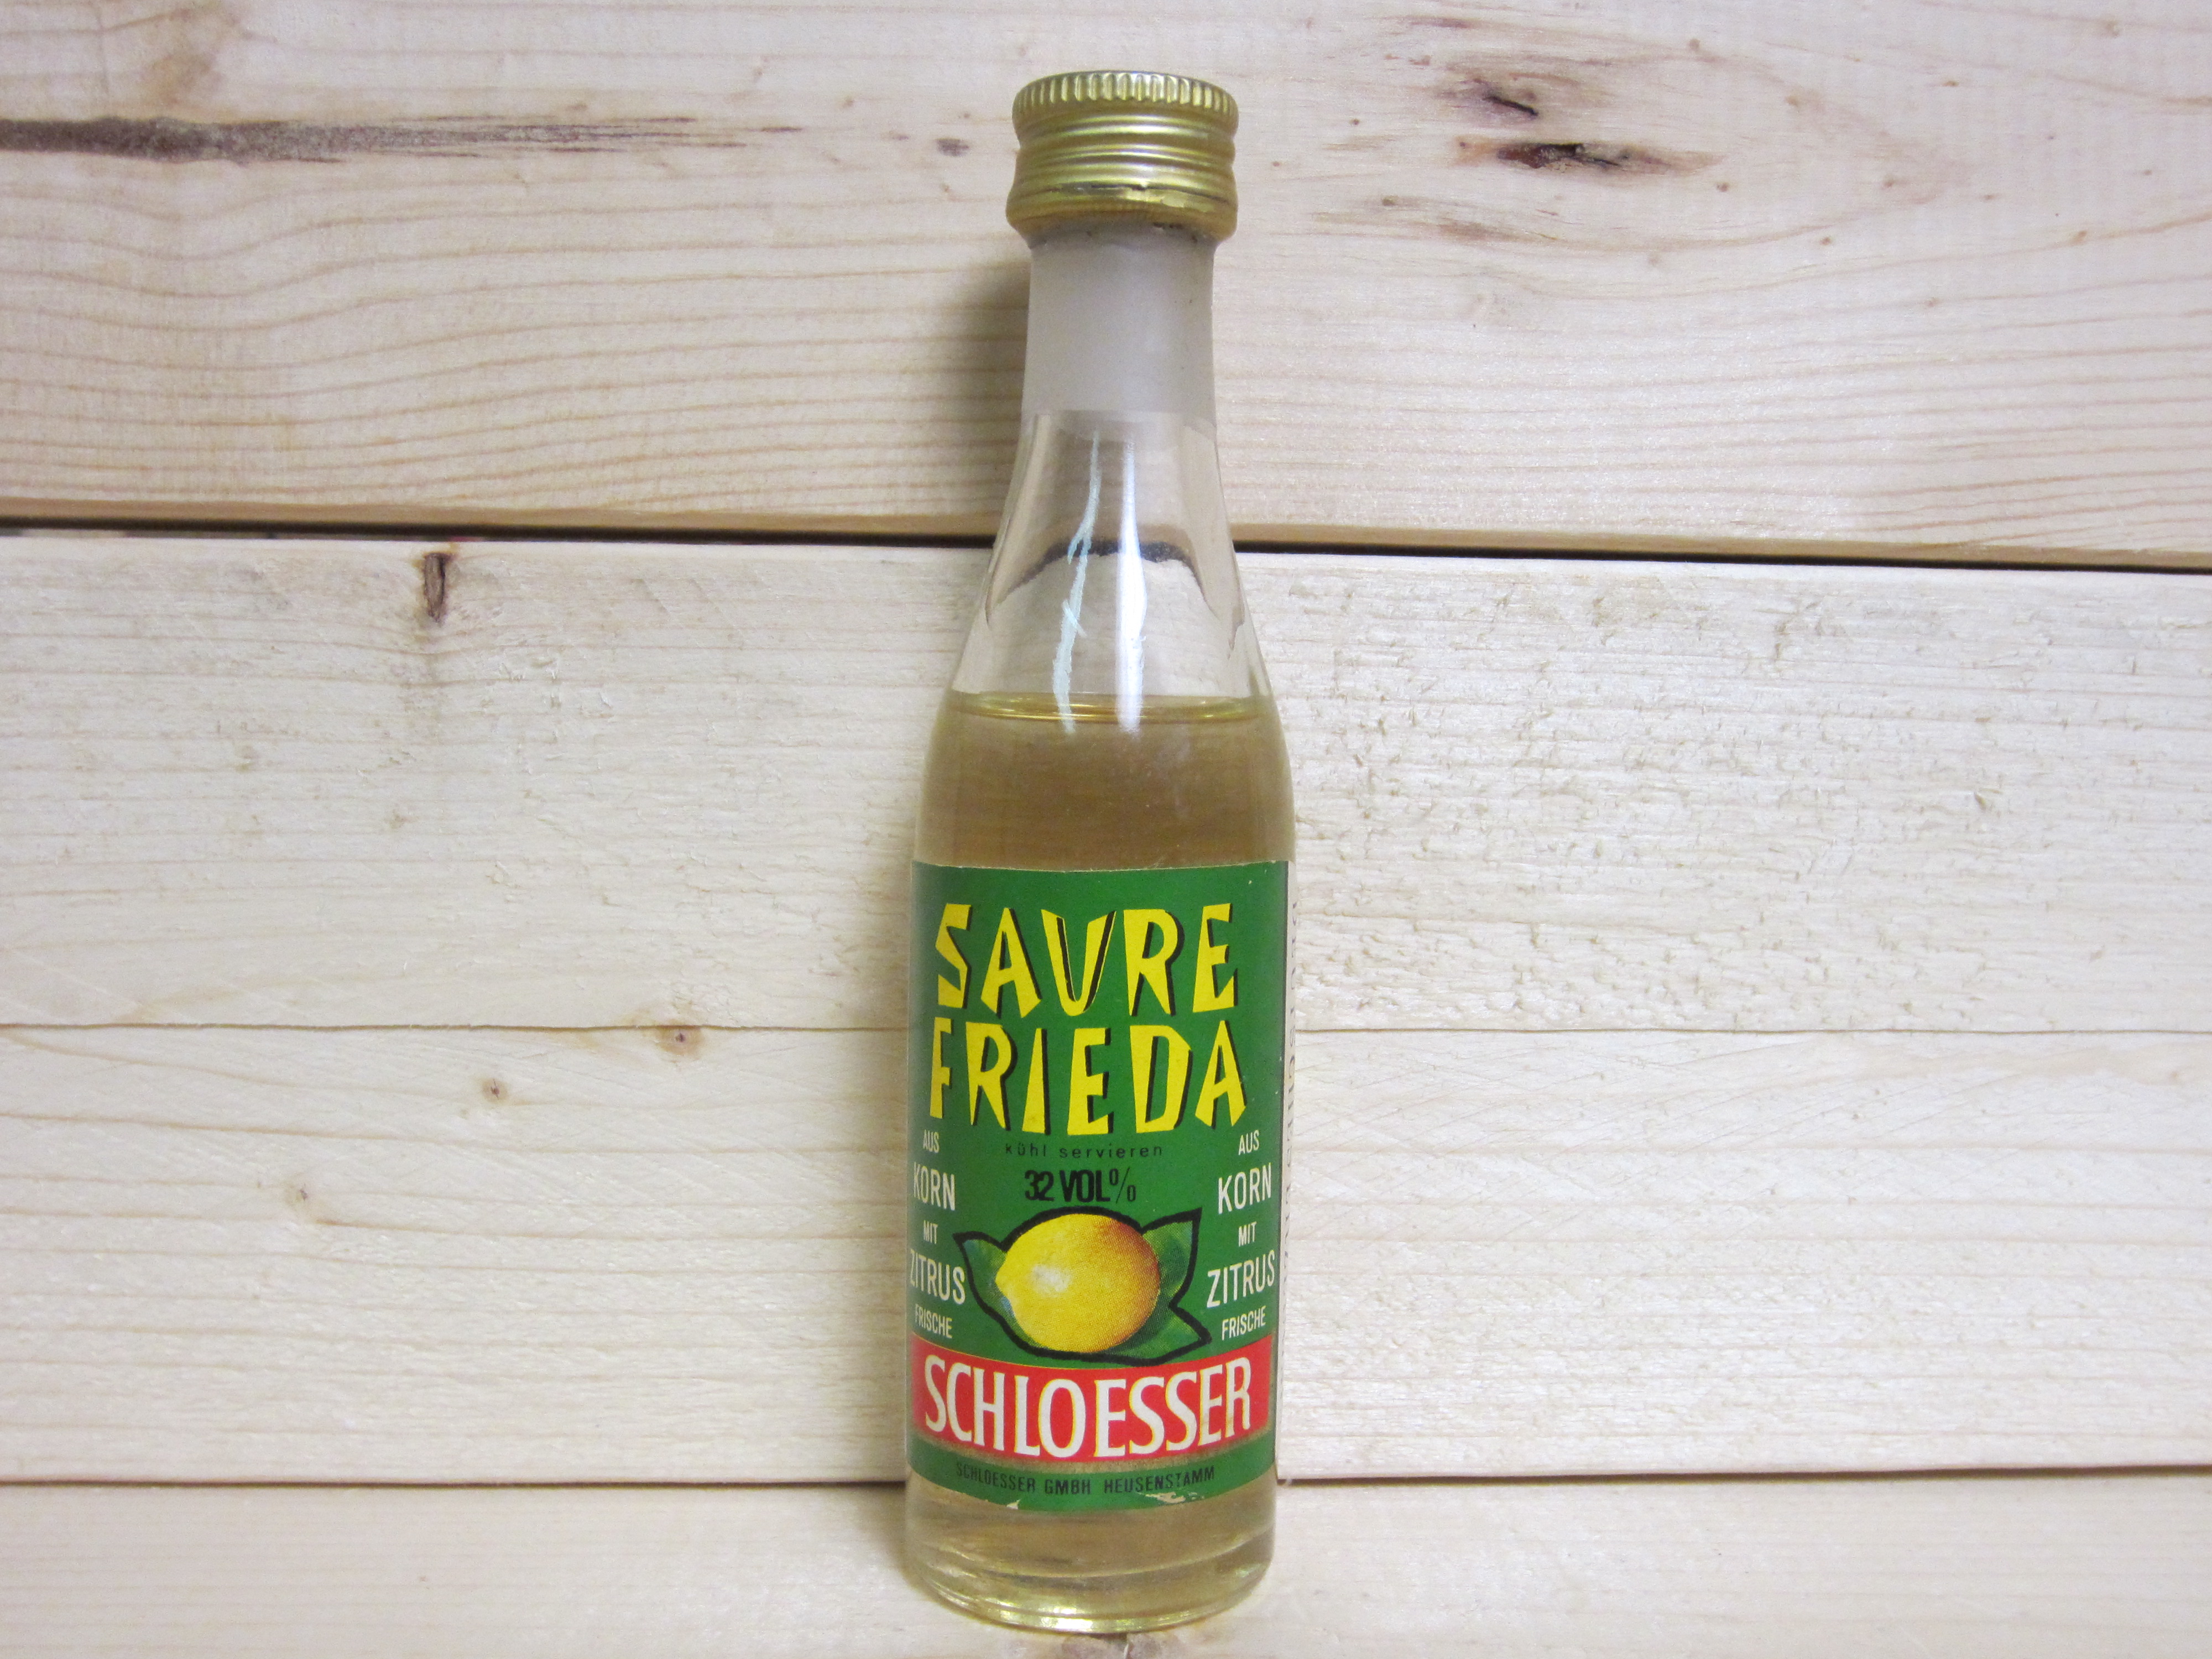 SAURE
FRIEDA
kühl servieren
32 VOL%
AUS
KORN
MIT
ZITRUS
FRISCHE
AUS
KORN
MIT
ZITRUS
FRISCHE
SCHLOESSER
SCHLOESSER GMBH HEUSENSTAMM